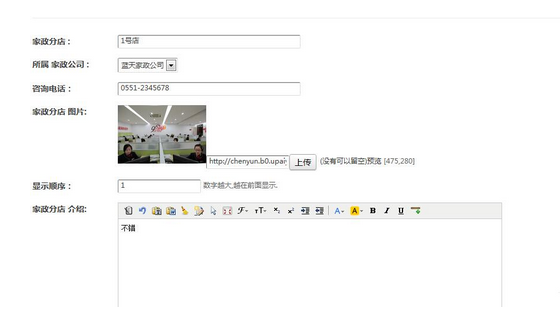 家政分店：
1号店
所属 家政公司：
蓝天家政公司
咨询电话：
0551-2345678
家政分店 图片:
http://chenyun.b0.upaiy 上传 (没有可以留空)预览 [475,280]
显示顺序：
1 数字越大,越在前面显示.
家政分店 介绍:
不错